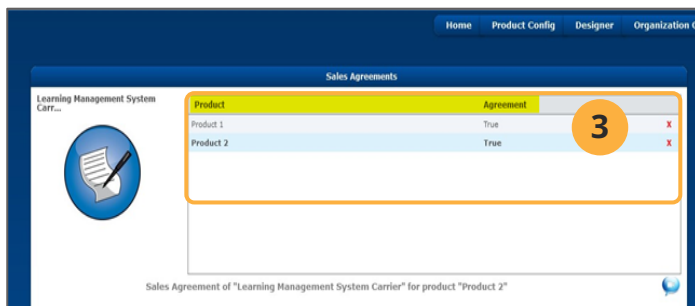 Home Product Config Designer Organization
Sales Agreements
Learning Management System
Carr...
Product Agreement
Product 1 True X
3
Product 2 True X
Sales Agreement of "Learning Management System Carrier" for product "Product 2"